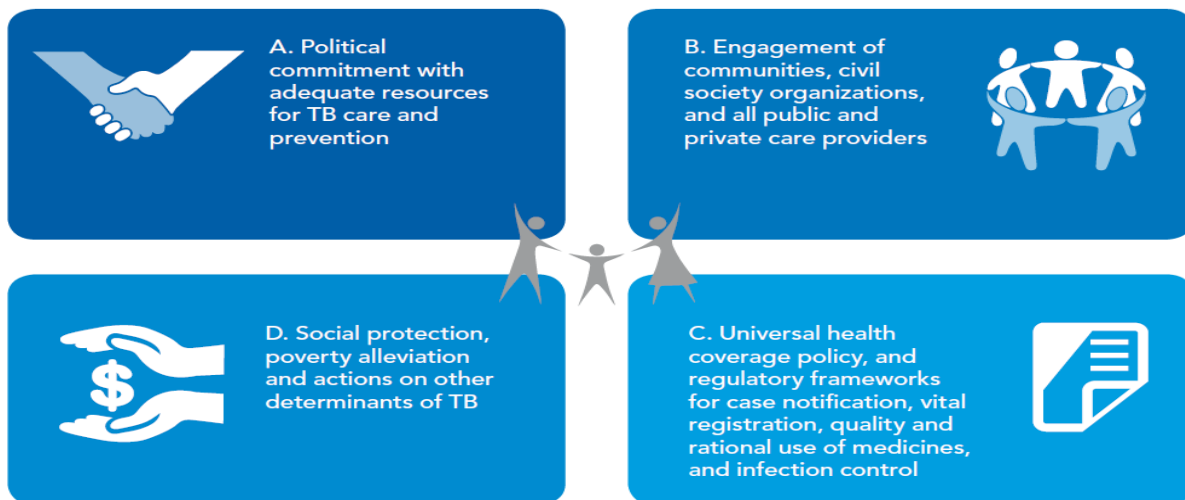 A. Political
commitment with
adequate resources
for TB care and
prevention
B. Engagement of
communities, civil
society organizations,
and all public and
private care providers
D. Social protection,
poverty alleviation
and actions on other
determinants of TB
$
C. Universal health
coverage policy, and
regulatory frameworks
for case notification, vital
registration, quality and
rational use of medicines,
and infection control